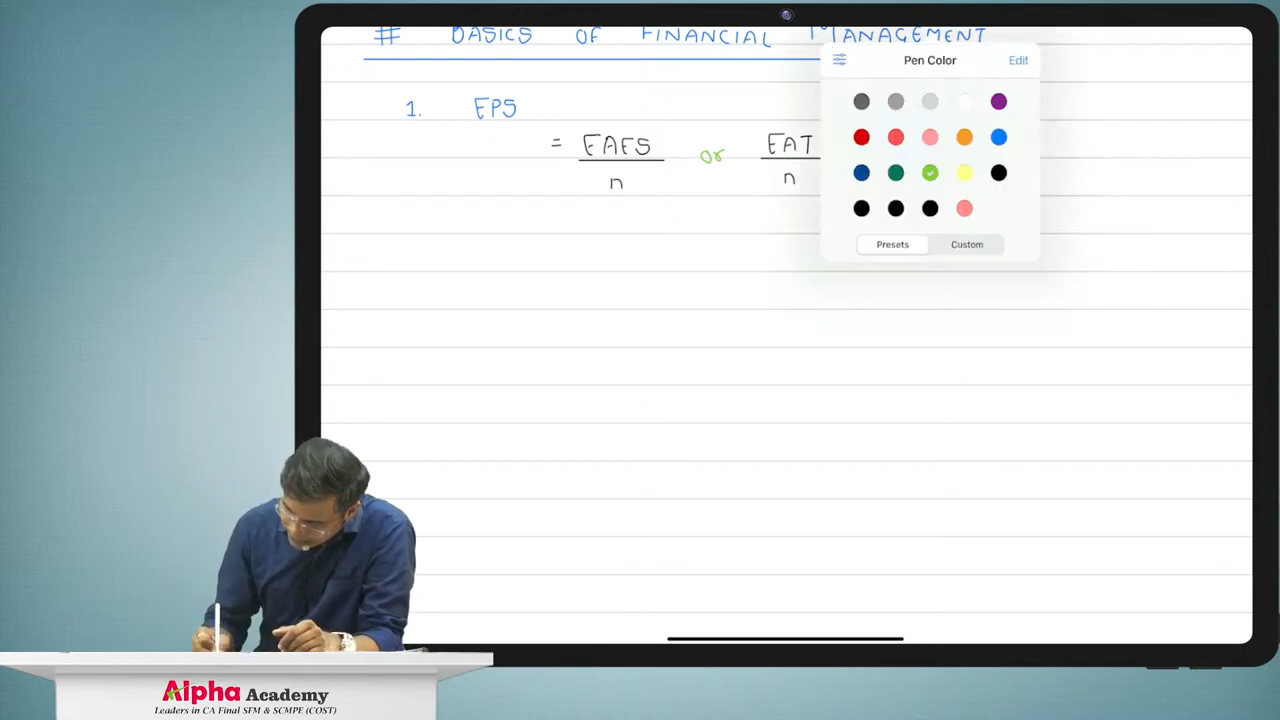 # BASICS OF FINANCIAL MANAGEMENT
Pen Color Edit
1. EPS
= EAES or EAT
n n
Presets Custom
Alpha Academy
Leaders in CA Final SFM & SCMPE (COST)